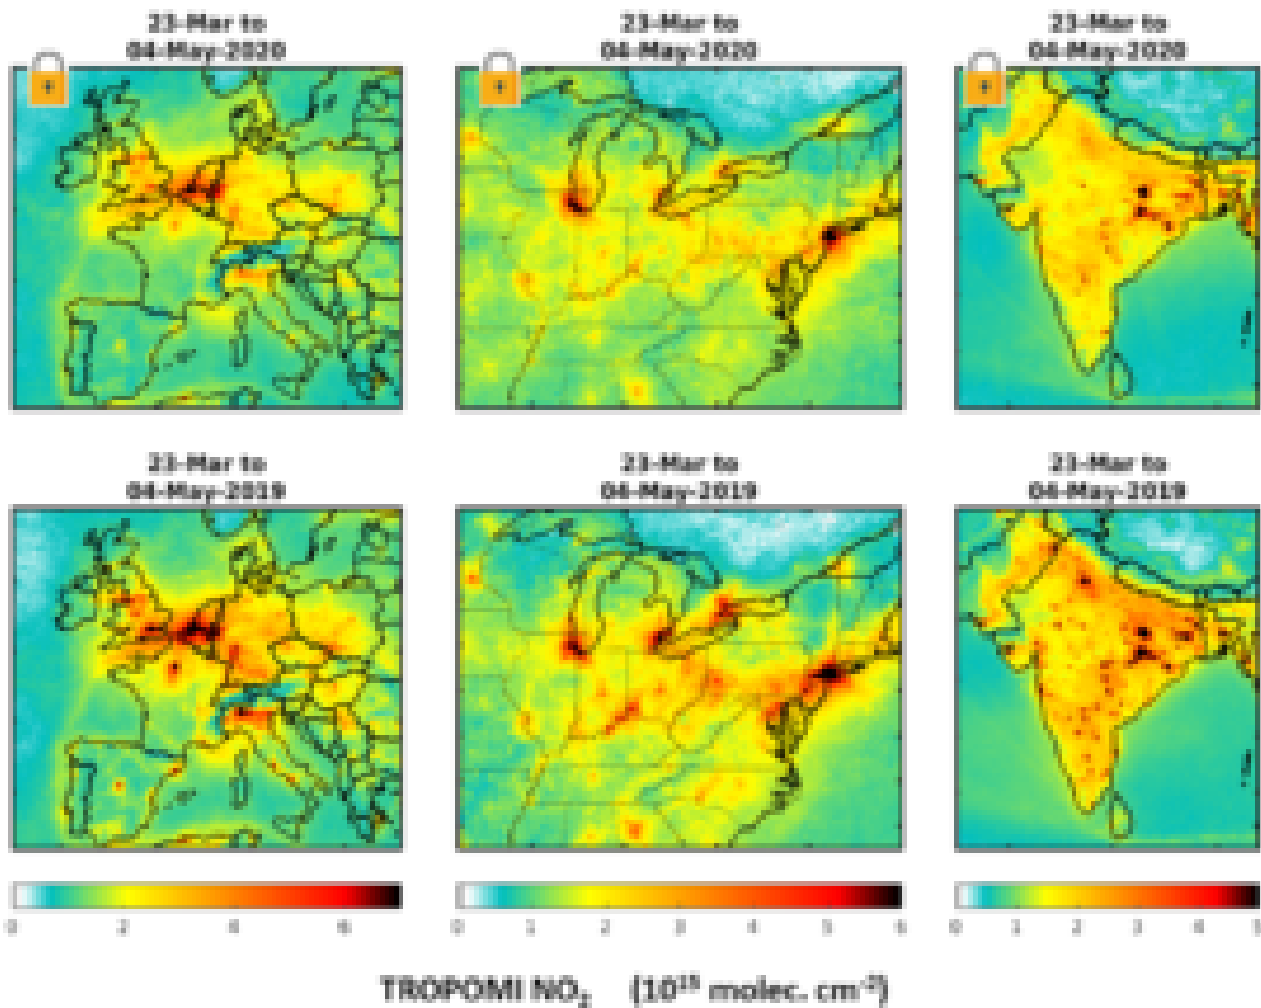 23-Mar to
04-May-2020
23-Mar to
04-May-2020
23-Mar to
04-May-2020
23-Mar to
04-May-2019
23-Mar to
04-May-2019
23-Mar to
04-May-2019
0 2 4 6
0 1 2 3 4 5 6
0 1 2 3 4 5
TROPOMI NO₂ (10¹⁵ molec. cm⁻²)